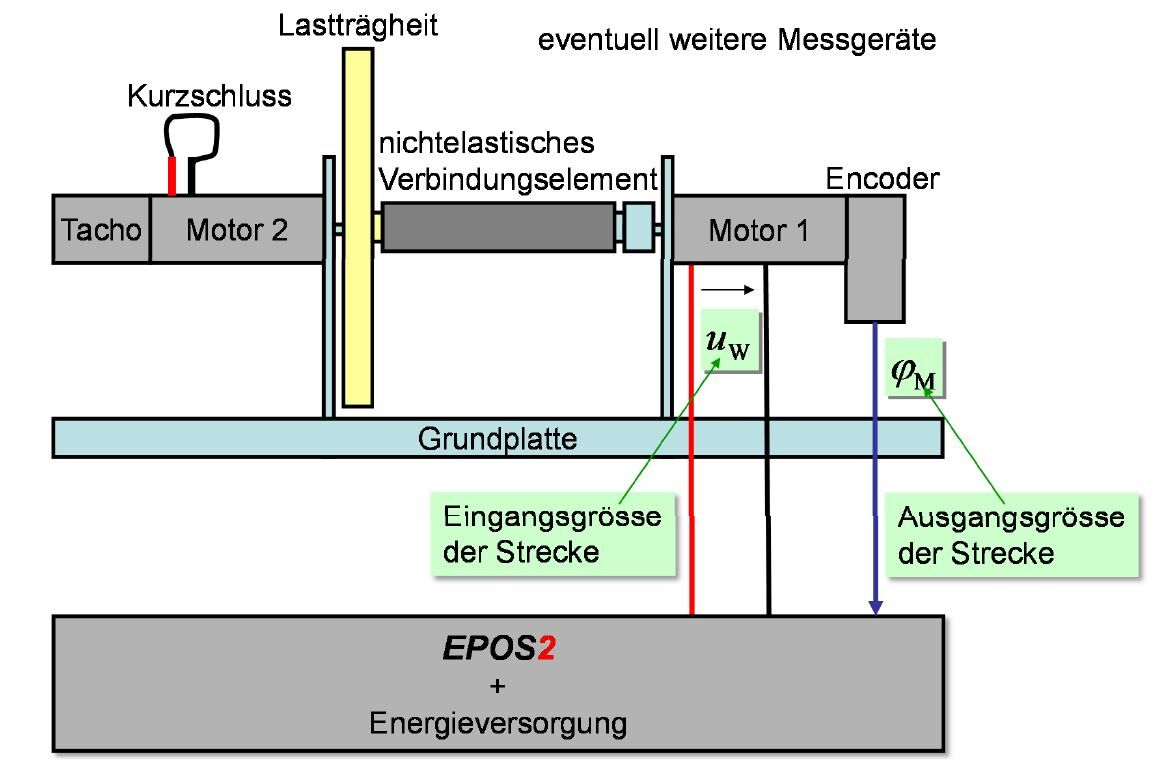 Lastträgheit
eventuell weitere Messgeräte
Kurzschluss
nichtelastisches
Verbindungselement
Encoder
Tacho
Motor 2
Motor 1
u_W
φ_M
Grundplatte
Eingangsgrösse
der Strecke
Ausgangsgrösse
der Strecke
EPOS2
+
Energieversorgung